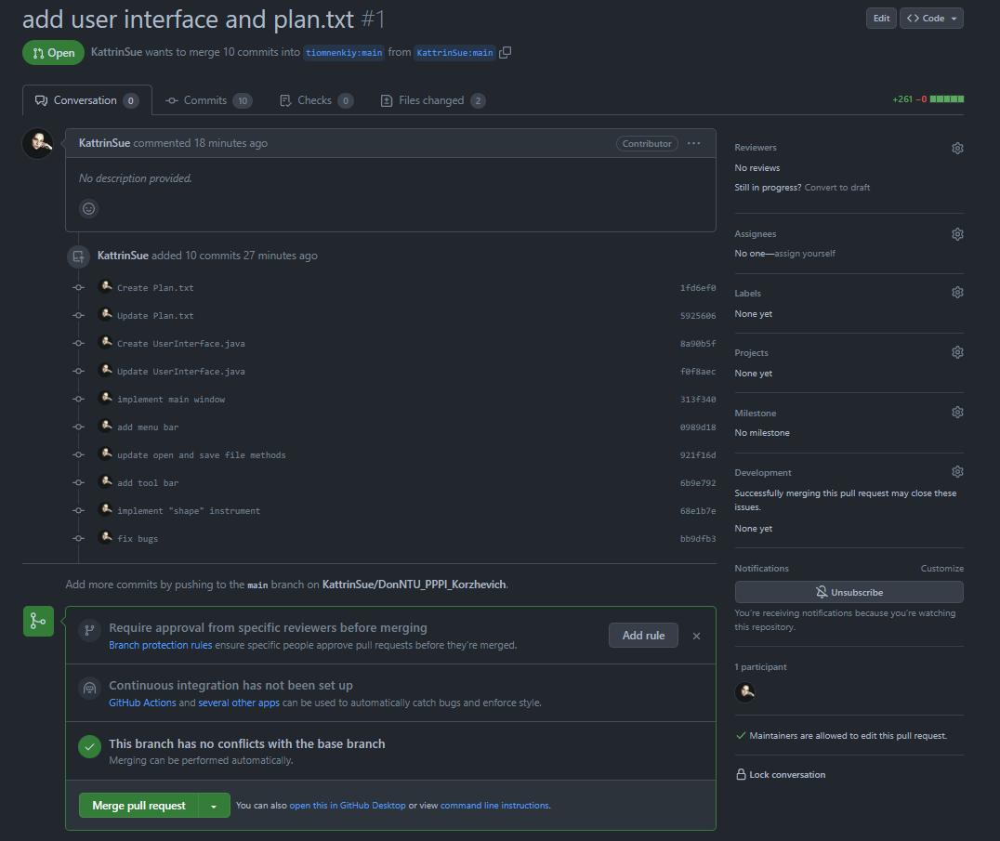 add user interface and plan.txt #1
Edit
<> Code
Open
KattrinSue wants to merge 10 commits into tiomnenkiy:main from KattrinSue:main
Conversation 0
Commits 10
Checks 0
Files changed 2
+261 −0
KattrinSue commented 18 minutes ago
Contributor
No description provided.
KattrinSue added 10 commits 27 minutes ago
Create Plan.txt 1fd6ef0
Update Plan.txt 5925606
Create UserInterface.java 8a90b5f
Update UserInterface.java f0f8aec
implement main window 313f340
add menu bar 0989d18
update open and save file methods 921f16d
add tool bar 6b9e792
implement "shape" instrument 68e1b7e
fix bugs bb9dfb3
Add more commits by pushing to the main branch on KattrinSue/DonNTU_PPPI_Korzhevich.
Require approval from specific reviewers before merging
Branch protection rules ensure specific people approve pull requests before they're merged.
Add rule
Continuous integration has not been set up
GitHub Actions and several other apps can be used to automatically catch bugs and enforce style.
This branch has no conflicts with the base branch
Merging can be performed automatically.
Merge pull request
You can also open this in GitHub Desktop or view command line instructions.
Reviewers
No reviews
Still in progress? Convert to draft
Assignees
No one—assign yourself
Labels
None yet
Projects
None yet
Milestone
No milestone
Development
Successfully merging this pull request may close these
issues.
None yet
Notifications
Customize
Unsubscribe
You're receiving notifications because you're watching
this repository.
1 participant
Maintainers are allowed to edit this pull request.
Lock conversation